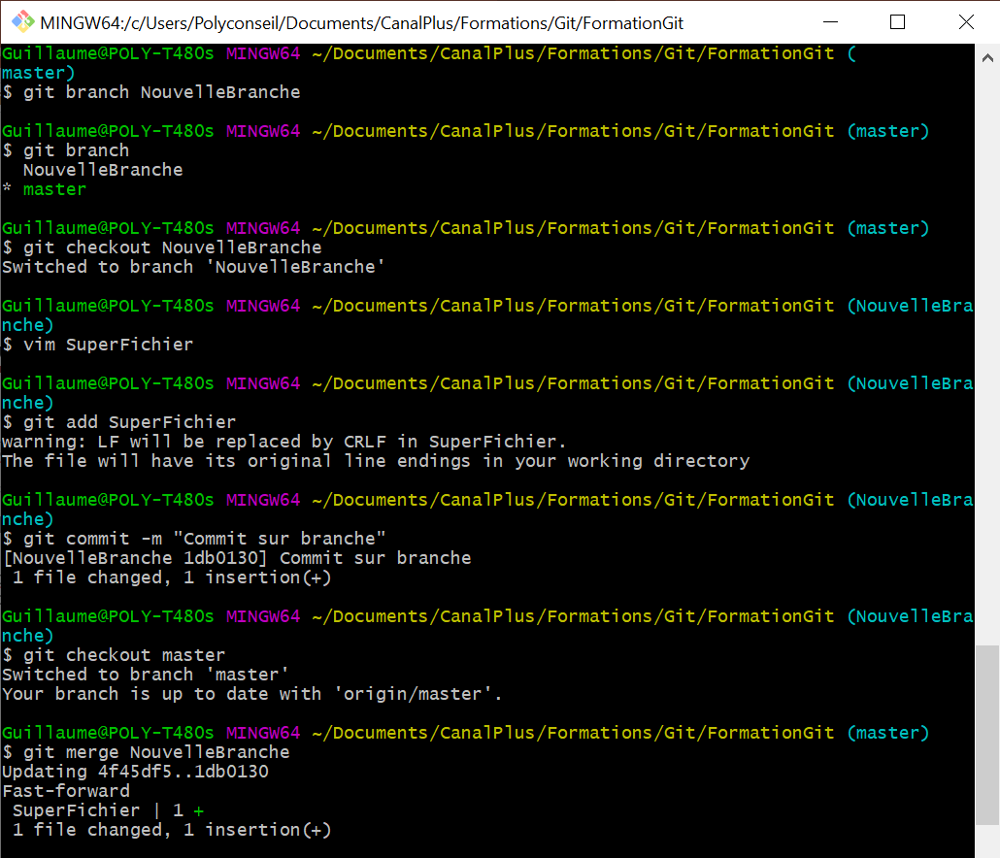 MINGW64:/c/Users/Polyconseil/Documents/CanalPlus/Formations/Git/FormationGit
Guillaume@POLY-T480s MINGW64 ~/Documents/CanalPlus/Formations/Git/FormationGit (
master)
$ git branch NouvelleBranche
Guillaume@POLY-T480s MINGW64 ~/Documents/CanalPlus/Formations/Git/FormationGit (master)
$ git branch
  NouvelleBranche
* master
Guillaume@POLY-T480s MINGW64 ~/Documents/CanalPlus/Formations/Git/FormationGit (master)
$ git checkout NouvelleBranche
Switched to branch 'NouvelleBranche'
Guillaume@POLY-T480s MINGW64 ~/Documents/CanalPlus/Formations/Git/FormationGit (NouvelleBra
nche)
$ vim SuperFichier
Guillaume@POLY-T480s MINGW64 ~/Documents/CanalPlus/Formations/Git/FormationGit (NouvelleBra
nche)
$ git add SuperFichier
warning: LF will be replaced by CRLF in SuperFichier.
The file will have its original line endings in your working directory
Guillaume@POLY-T480s MINGW64 ~/Documents/CanalPlus/Formations/Git/FormationGit (NouvelleBra
nche)
$ git commit -m "Commit sur branche"
[NouvelleBranche 1db0130] Commit sur branche
 1 file changed, 1 insertion(+)
Guillaume@POLY-T480s MINGW64 ~/Documents/CanalPlus/Formations/Git/FormationGit (NouvelleBra
nche)
$ git checkout master
Switched to branch 'master'
Your branch is up to date with 'origin/master'.
Guillaume@POLY-T480s MINGW64 ~/Documents/CanalPlus/Formations/Git/FormationGit (master)
$ git merge NouvelleBranche
Updating 4f45df5..1db0130
Fast-forward
 SuperFichier | 1 +
 1 file changed, 1 insertion(+)